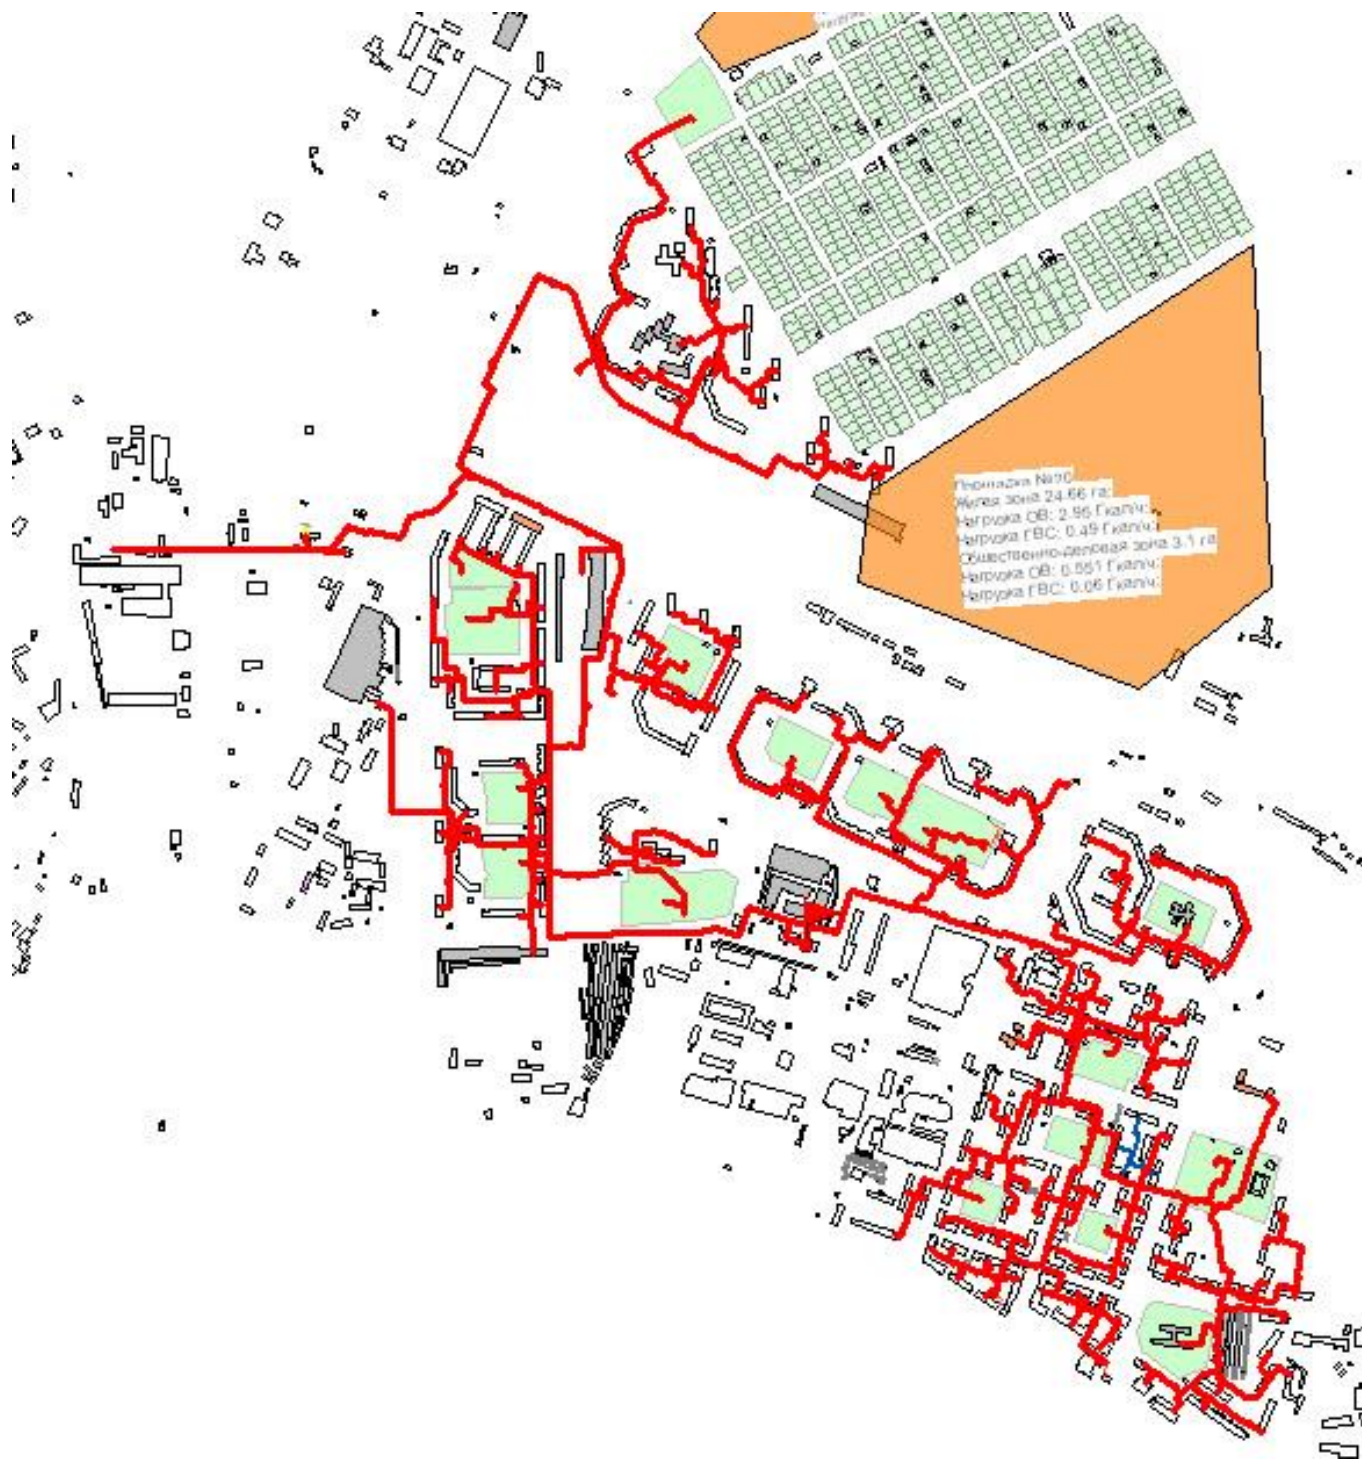 Площадка №20
Жилая зона 24.66 га;
Нагрузка ОВ: 2.95 Гкал/ч;
Нагрузка ГВС: 0.49 Гкал/ч;
Общественно-деловая зона 3.1 га
Нагрузка ОВ: 0.551 Гкал/ч;
Нагрузка ГВС: 0.06 Гкал/ч;